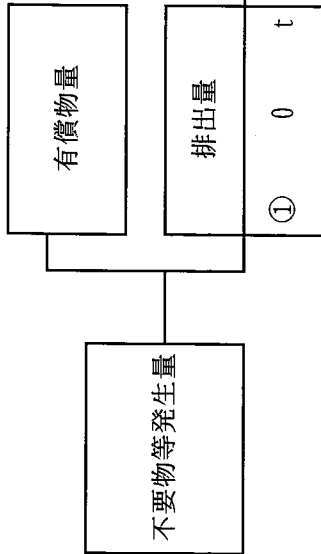 不要物等発生量
有償物量
排出量
① 0 t